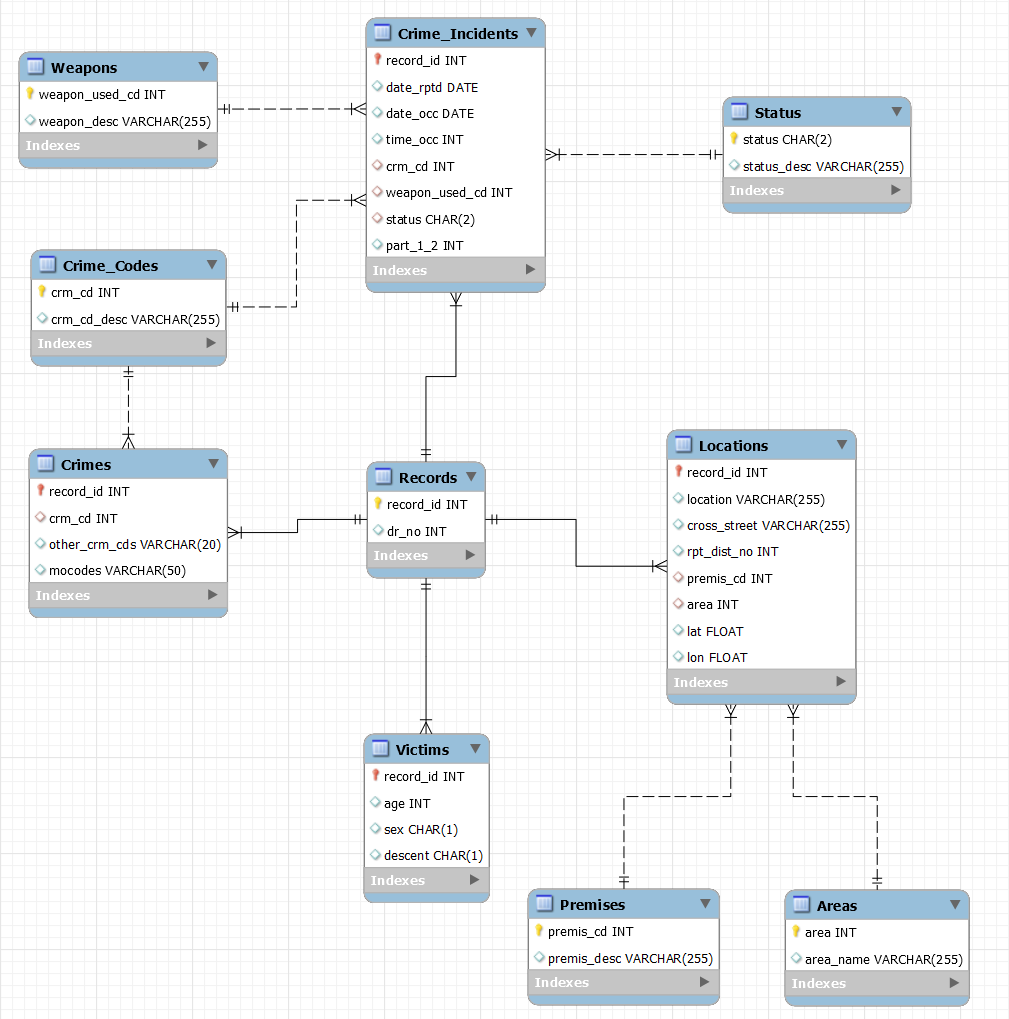 Crime_Incidents
record_id INT
date_rptd DATE
date_occ DATE
time_occ INT
crm_cd INT
weapon_used_cd INT
status CHAR(2)
part_1_2 INT
Indexes
Weapons
weapon_used_cd INT
weapon_desc VARCHAR(255)
Indexes
Status
status CHAR(2)
status_desc VARCHAR(255)
Indexes
Crime_Codes
crm_cd INT
crm_cd_desc VARCHAR(255)
Indexes
Crimes
record_id INT
crm_cd INT
other_crm_cds VARCHAR(20)
mocodes VARCHAR(50)
Indexes
Records
record_id INT
dr_no INT
Indexes
Locations
record_id INT
location VARCHAR(255)
cross_street VARCHAR(255)
rpt_dist_no INT
premis_cd INT
area INT
lat FLOAT
lon FLOAT
Indexes
Victims
record_id INT
age INT
sex CHAR(1)
descent CHAR(1)
Indexes
Premises
premis_cd INT
premis_desc VARCHAR(255)
Indexes
Areas
area INT
area_name VARCHAR(255)
Indexes